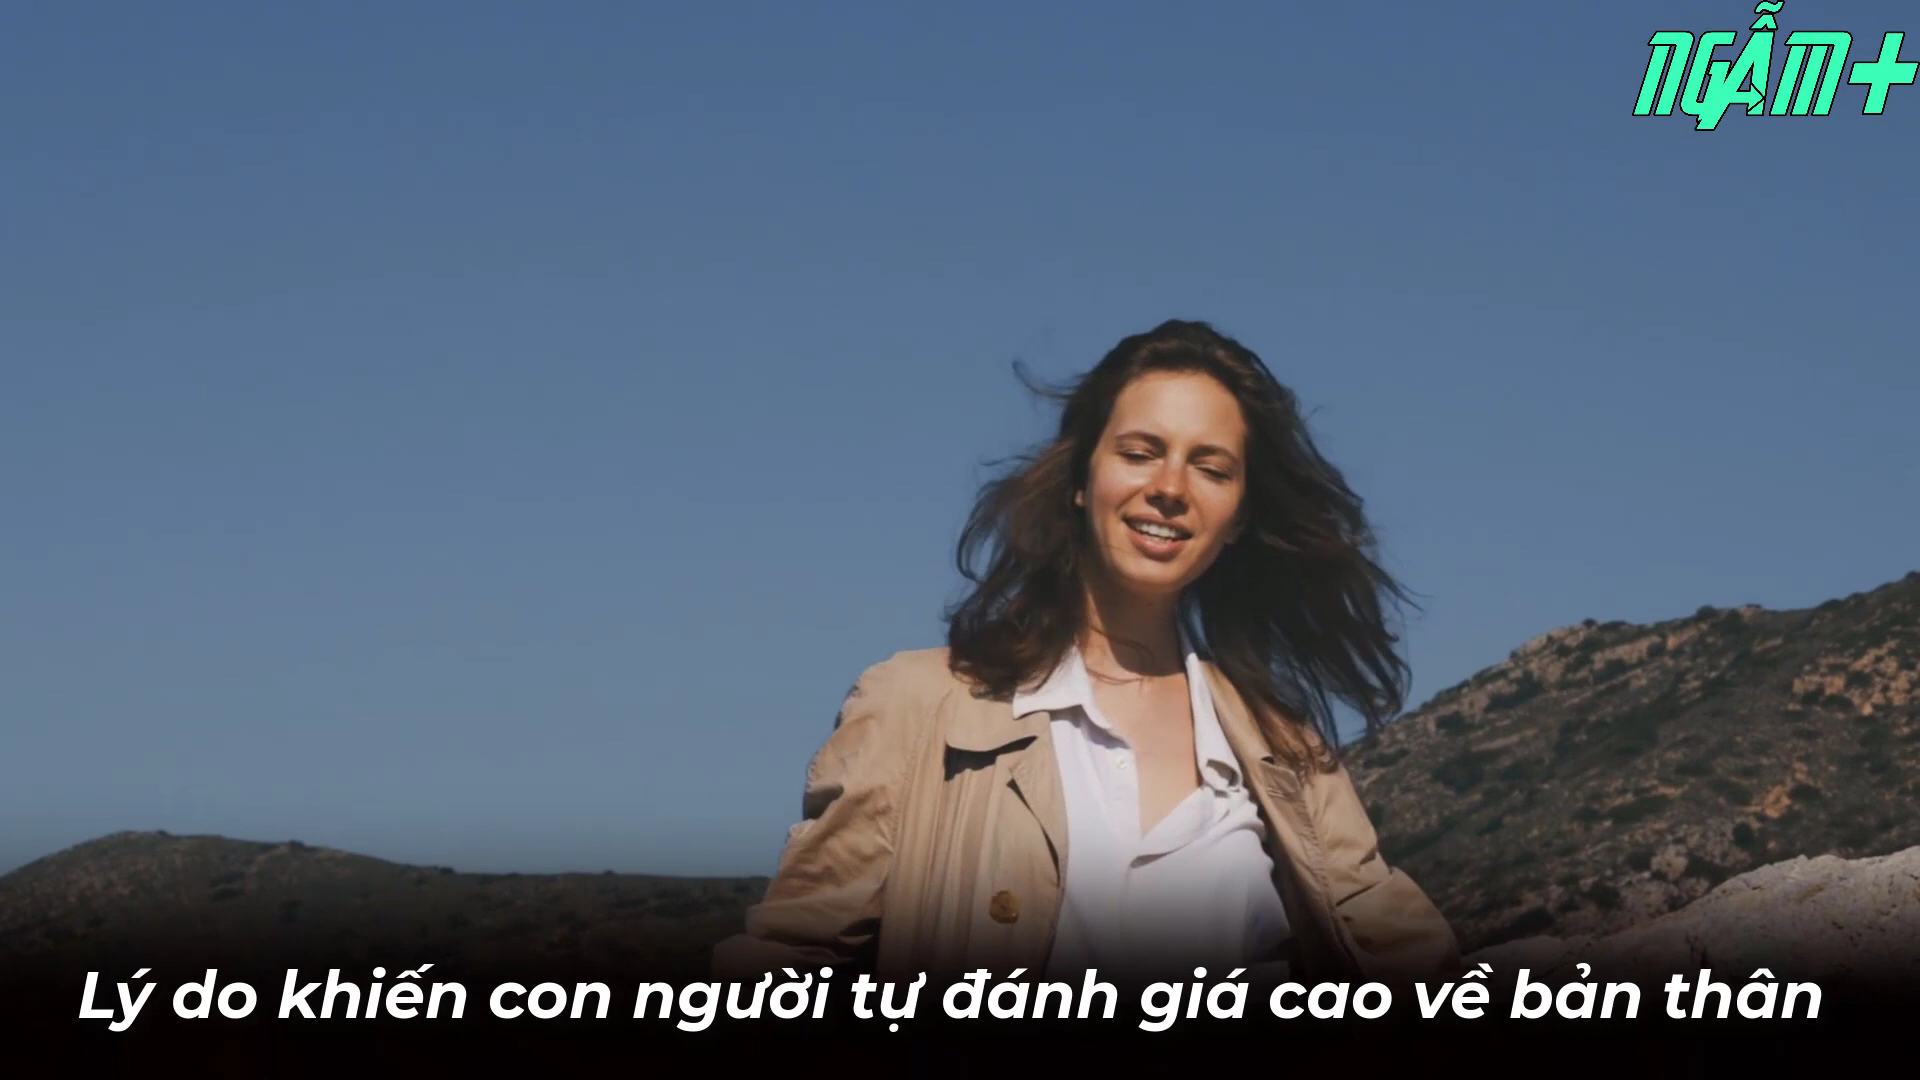 NGẪM+
Lý do khiến con người tự đánh giá cao về bản thân